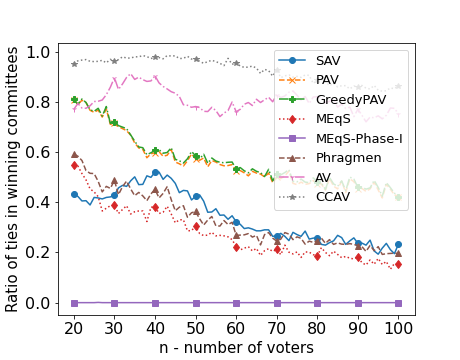 Ratio of ties in winning committees
1.0
0.8
0.6
0.4
0.2
0.0
SAV
PAV
GreedyPAV
MEqS
MEqS-Phase-I
Phragmen
AV
CCAV
20 30 40 50 60 70 80 90 100
n - number of voters